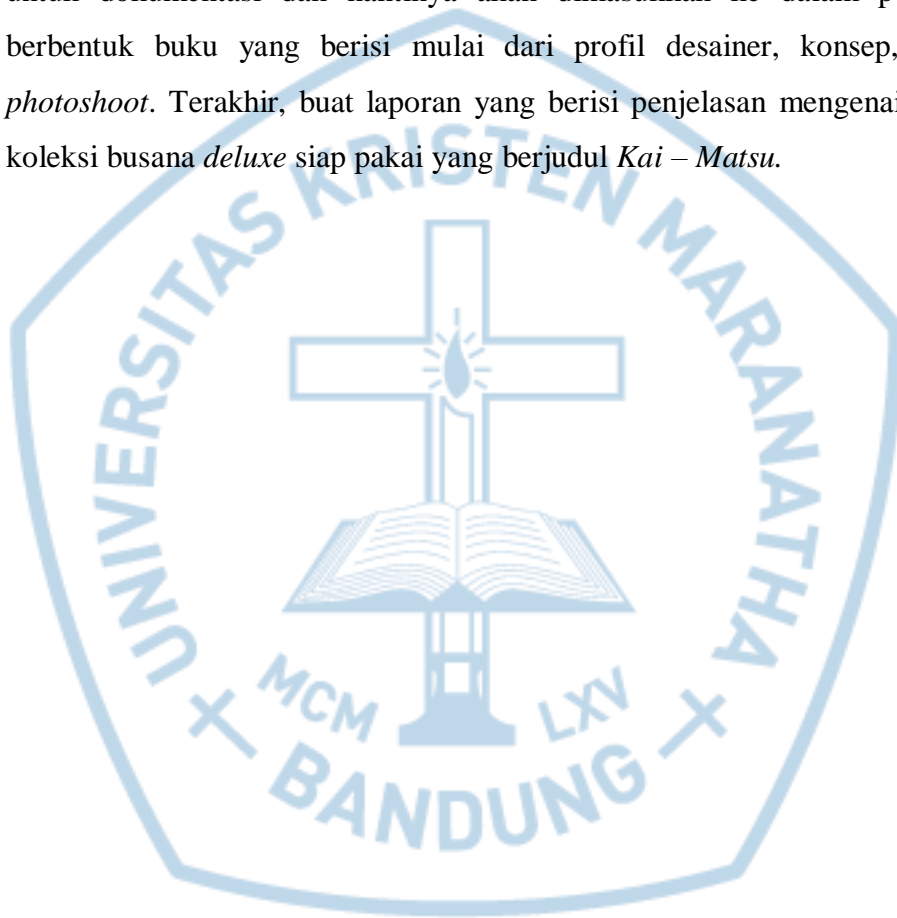 berbentuk buku yang berisi mulai dari profil desainer, konsep,
photoshoot. Terakhir, buat laporan yang berisi penjelasan mengenai
koleksi busana deluxe siap pakai yang berjudul Kai – Matsu.
UNIVERSITAS KRISTEN MARANATHA
MCM LXV
BANDUNG